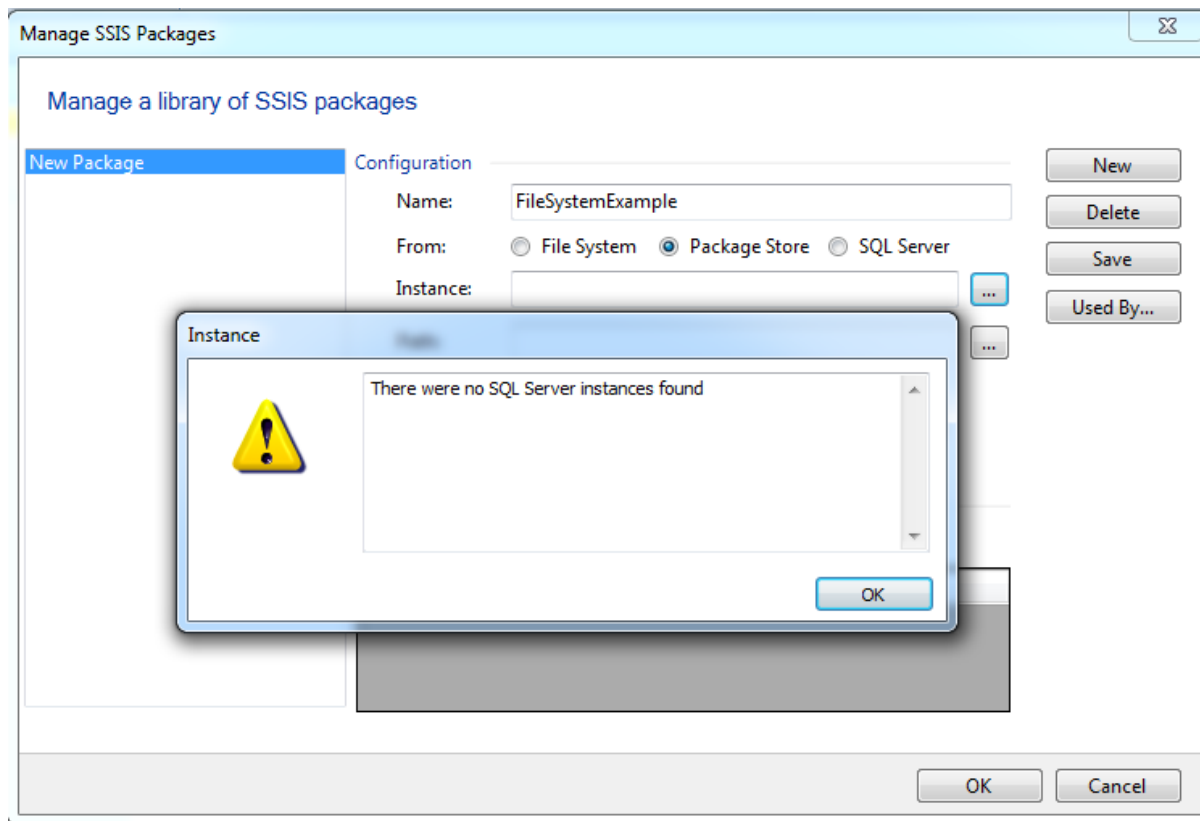 Manage SSIS Packages
Manage a library of SSIS packages
New Package
Configuration
New
Name:
FileSystemExample
Delete
From:
File System
Package Store
SQL Server
Save
Instance:
...
Used By...
Instance
...
There were no SQL Server instances found
OK
OK
Cancel